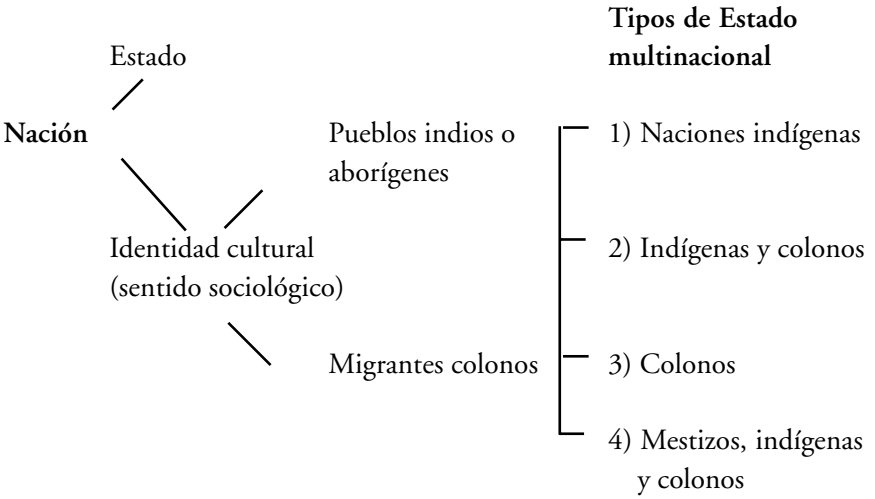 Tipos de Estado
multinacional
Estado
Nación
Pueblos indios o
aborígenes
Identidad cultural
(sentido sociológico)
Migrantes colonos
1) Naciones indígenas
2) Indígenas y colonos
3) Colonos
4) Mestizos, indígenas
y colonos